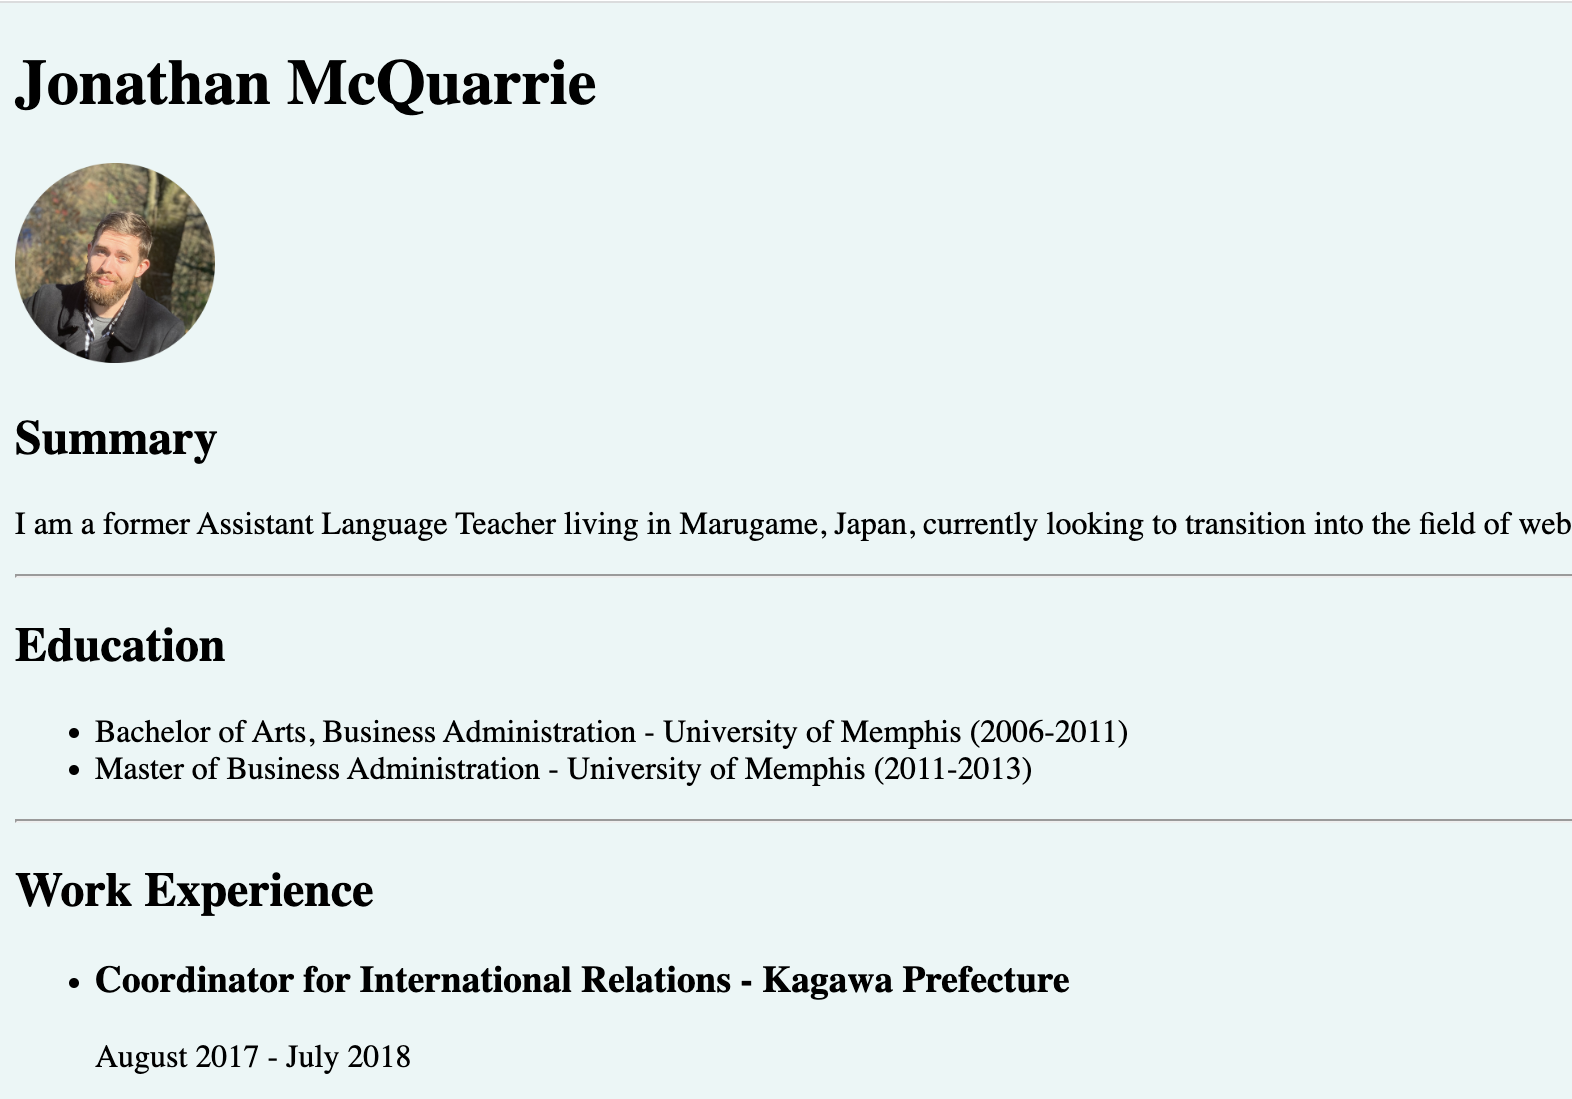 Jonathan McQuarrie
Summary
I am a former Assistant Language Teacher living in Marugame, Japan, currently looking to transition into the field of web
Education
• Bachelor of Arts, Business Administration - University of Memphis (2006-2011)
• Master of Business Administration - University of Memphis (2011-2013)
Work Experience
• Coordinator for International Relations - Kagawa Prefecture
August 2017 - July 2018